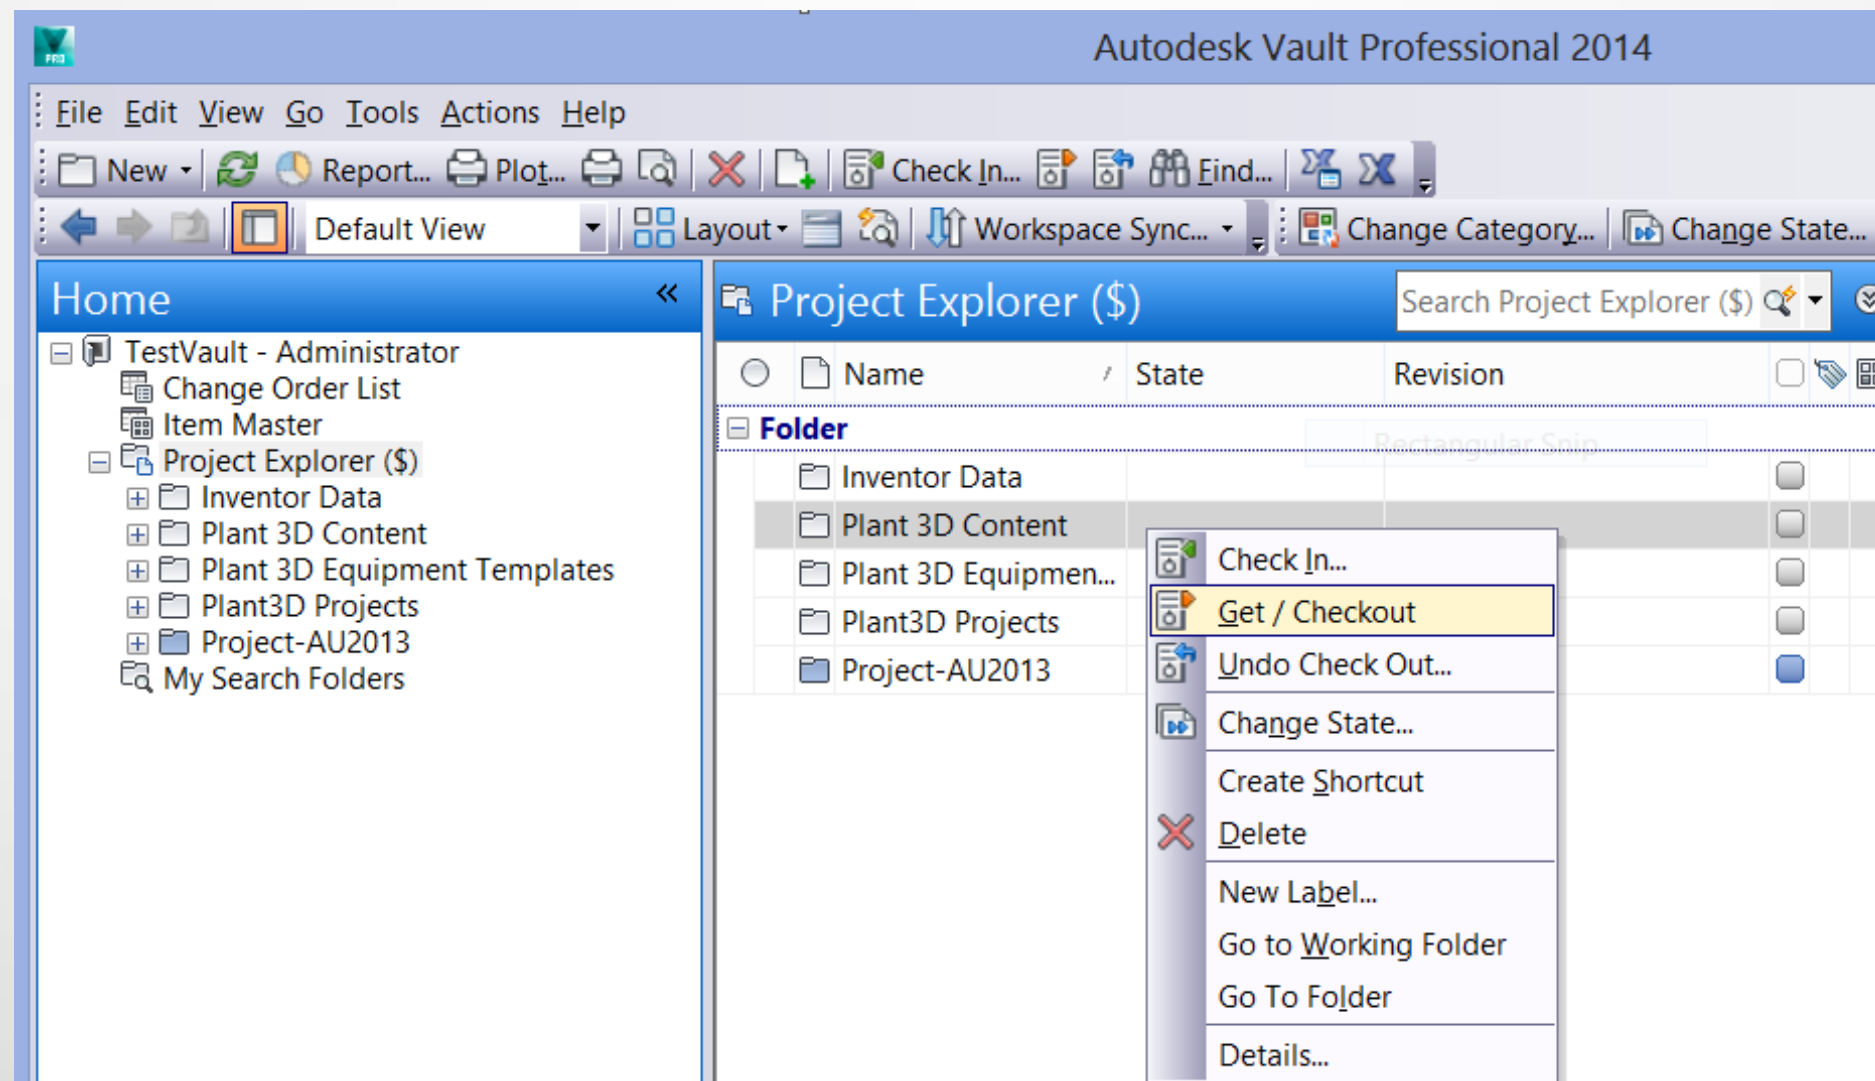 Autodesk Vault Professional 2014
PRO
File Edit View Go Tools Actions Help
New Report... Plot... Check In... Find...
Default View Layout Workspace Sync... Change Category... Change State...
Home «
Project Explorer ($) Search Project Explorer ($)
TestVault - Administrator
Change Order List
Item Master
Project Explorer ($)
Inventor Data
Plant 3D Content
Plant 3D Equipment Templates
Plant3D Projects
Project-AU2013
My Search Folders
Name State Revision
Folder
Rectangular Snip
Inventor Data
Plant 3D Content
Plant 3D Equipmen...
Plant3D Projects
Project-AU2013
Check In...
Get / Checkout
Undo Check Out...
Change State...
Create Shortcut
Delete
New Label...
Go to Working Folder
Go To Folder
Details...